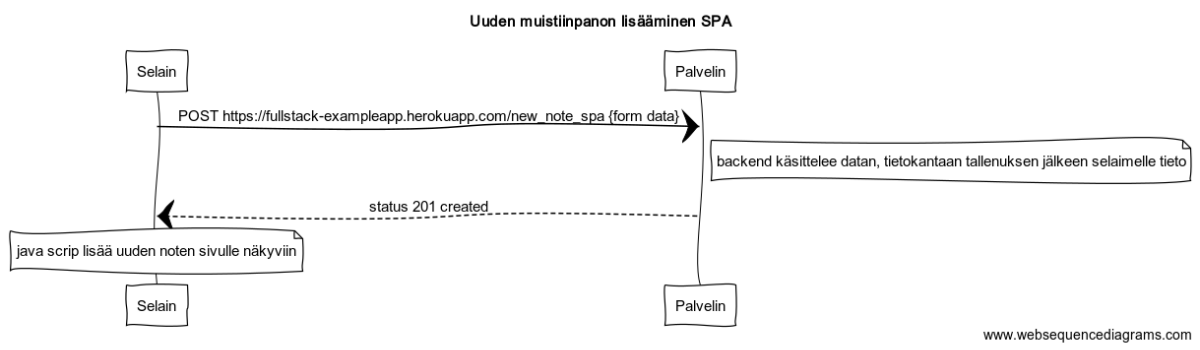 Uuden muistiinpanon lisääminen SPA
Selain
Palvelin
POST https://fullstack-exampleapp.herokuapp.com/new_note_spa {form data}
backend käsittelee datan, tietokantaan tallenuksen jälkeen selaimelle tieto
status 201 created
java scrip lisää uuden noten sivulle näkyviin
Selain
Palvelin
www.websequencediagrams.com